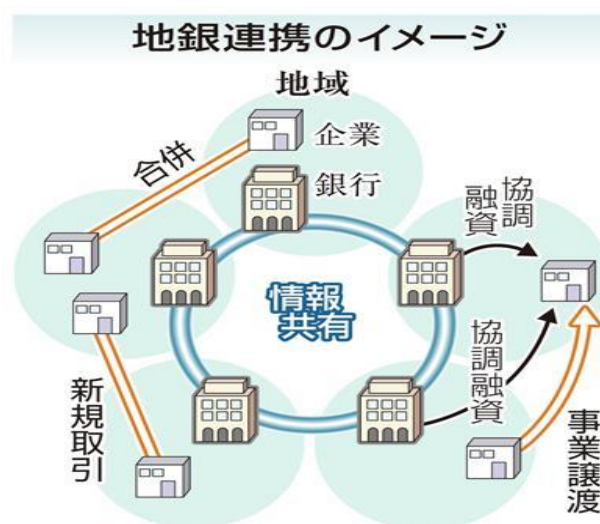 地銀連携のイメージ
地域
企業
銀行
合併
協調
融資
情報
共有
協調融資
新規取引
事業譲渡